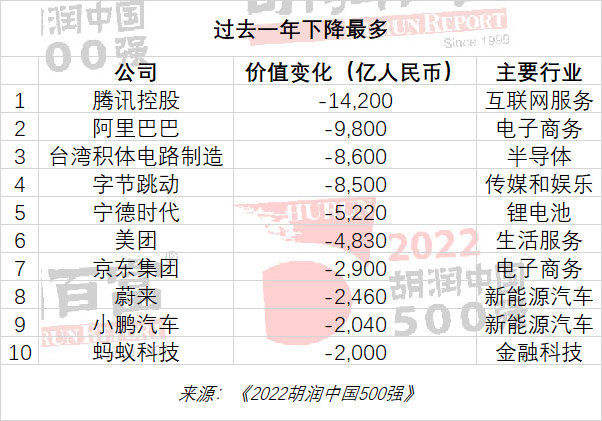 胡润中国
500强
HURUN REPORT
Since 1999
过去一年下降最多
公司 价值变化（亿人民币） 主要行业
1 腾讯控股 -14,200 互联网服务
2 阿里巴巴 -9,800 电子商务
3 台湾积体电路制造 -8,600 半导体
4 字节跳动 -8,500 传媒和娱乐
5 宁德时代 -5,220 锂电池
6 美团 -4,830 生活服务
7 京东集团 -2,900 电子商务
8 蔚来 -2,460 新能源汽车
9 小鹏汽车 -2,040 新能源汽车
10 蚂蚁科技 -2,000 金融科技
HURUN
2022
胡润中国
500强
百富®
RUN REPORT
来源：《2022胡润中国500强》